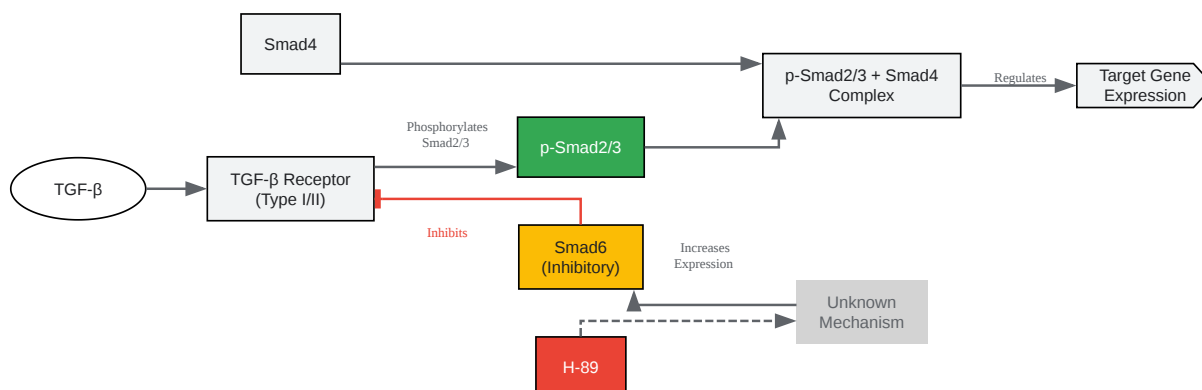 Smad4
p-Smad2/3 + Smad4
Complex
Regulates
Target Gene
Expression
Phosphorylates
Smad2/3
p-Smad2/3
TGF-β
TGF-β Receptor
(Type I/II)
Inhibits
Smad6
(Inhibitory)
Increases
Expression
Unknown
Mechanism
H-89